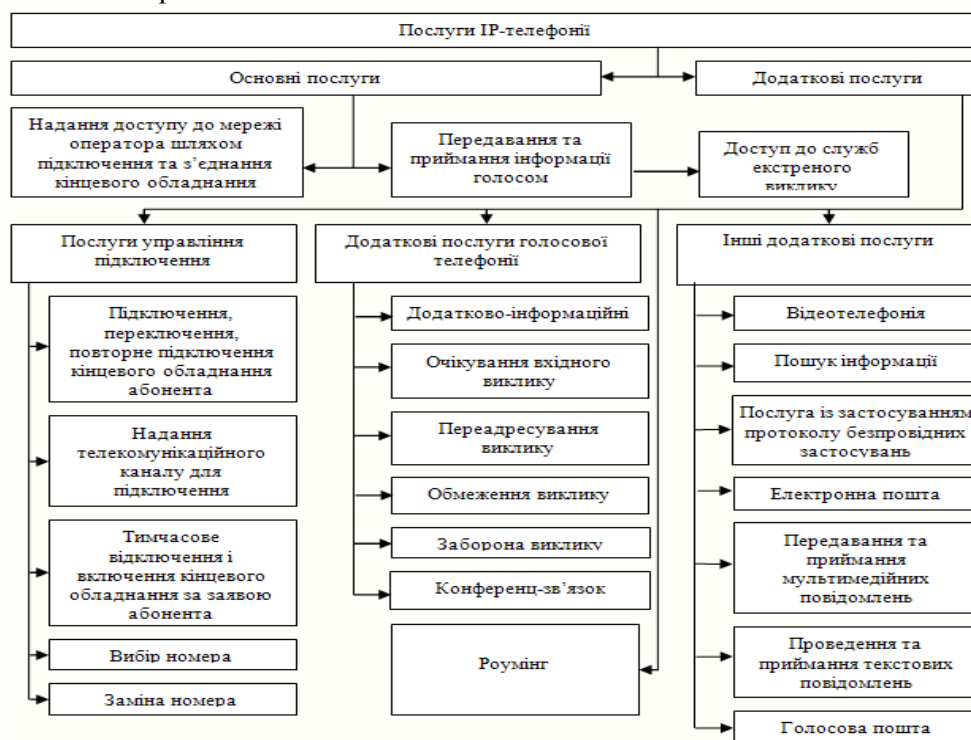 Послуги IP-телефонії
Основні послуги
Додаткові послуги
Надання доступу до мережі
оператора шляхом
підключення та з’єднання
кінцевого обладнання
Передавання та
приймання інформації
голосом
Доступ до служб
екстреного
виклику
Послуги управління
підключення
Підключення,
переключення,
повторне підключення
кінцевого обладнання
абонента
Надання
телекомунікаційного
каналу для
підключення
Тимчасове
відключення і
включення кінцевого
обладнання за заявою
абонента
Вибір номера
Заміна номера
Додаткові послуги голосової
телефонії
Додатково-інформаційні
Очікування вхідного
виклику
Переадресування
виклику
Обмеження виклику
Заборона виклику
Конференц-зв’язок
Роумінг
Інші додаткові послуги
Відеотелефонія
Пошук інформації
Послуга із застосуванням
протоколу безпровідних
застосувань
Електронна пошта
Передавання та
приймання
мультимедійних
повідомлень
Проведення та
приймання текстових
повідомлень
Голосова пошта